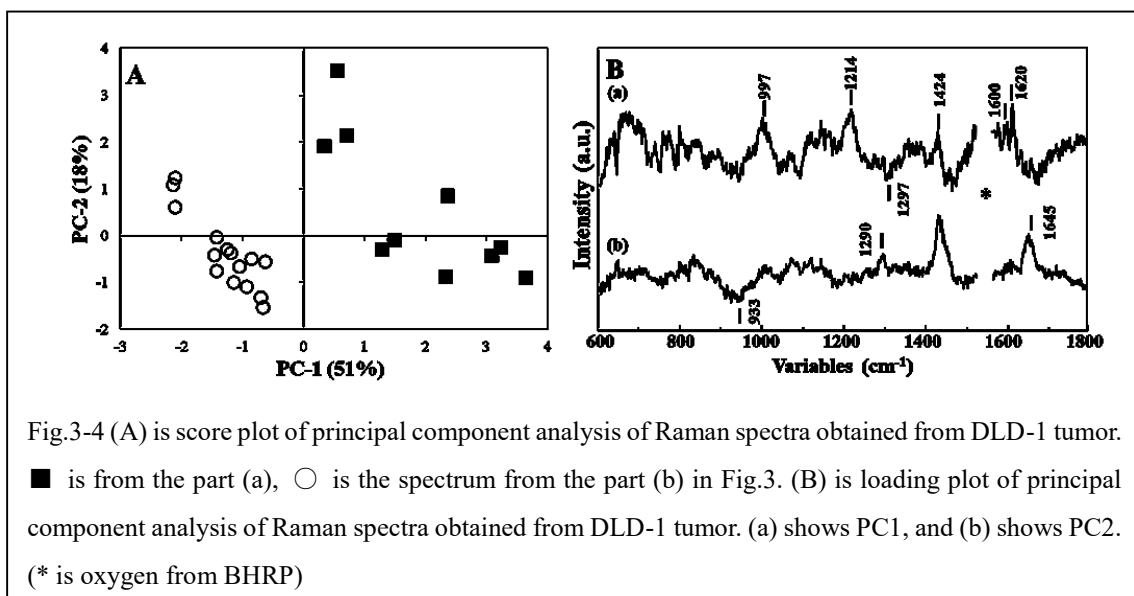 A
4
3
2
1
0
-1
-2
-3
-2
-1
0
1
2
3
4
PC-2 (18%)
PC-1 (51%)
B
(a)
997
1214
1424
1600
1620
1297
*
(b)
1290
1645
933
Intensity (a.u.)
600
800
1000
1200
1400
1600
1800
Variables (cm-1)
Fig.3-4 (A) is score plot of principal component analysis of Raman spectra obtained from DLD-1 tumor.
■ is from the part (a), ○ is the spectrum from the part (b) in Fig.3. (B) is loading plot of principal
component analysis of Raman spectra obtained from DLD-1 tumor. (a) shows PC1, and (b) shows PC2.
(* is oxygen from BHRP)